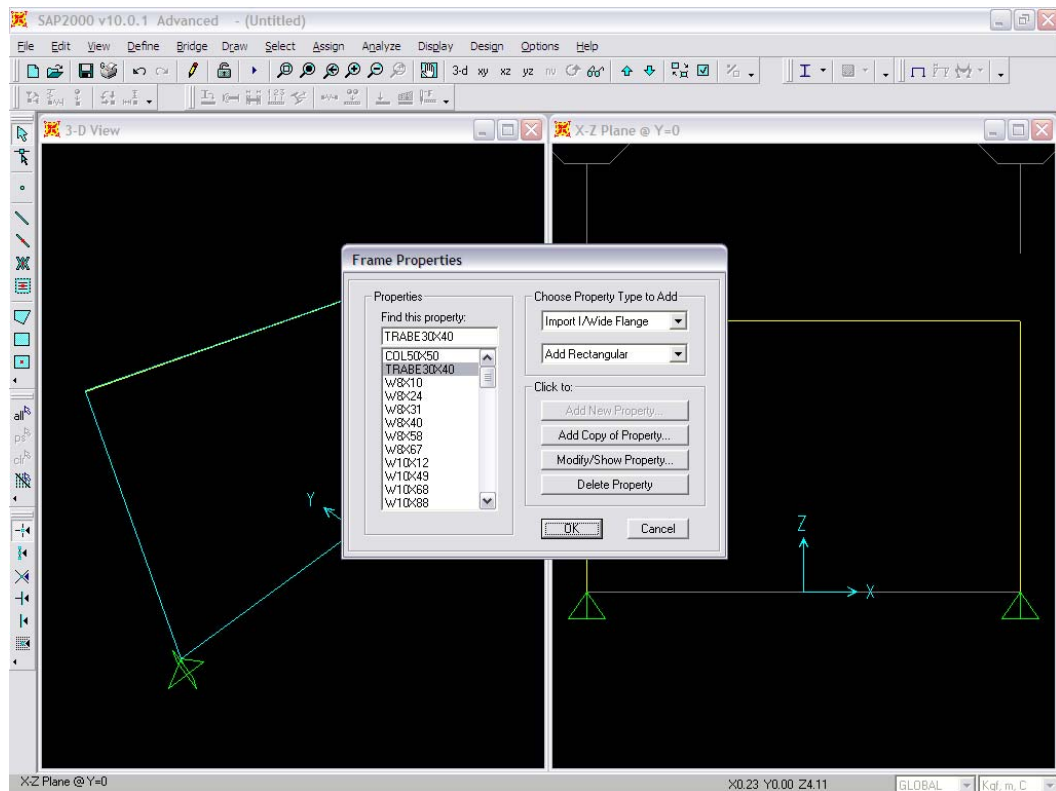 SAP2000 v10.0.1 Advanced - (Untitled)
File Edit View Define Bridge Draw Select Assign Analyze Display Design Options Help
3-d xy xz yz nv
3-D View
X-Z Plane @ Y=0
all
ps
clr
Y
Z
X
Frame Properties
Properties
Find this property:
TRABE30X40
COL50X50
TRABE30X40
W8X10
W8X24
W8X31
W8X40
W8X58
W8X67
W10X12
W10X49
W10X68
W10X88
Choose Property Type to Add
Import I/Wide Flange
Add Rectangular
Click to:
Add New Property...
Add Copy of Property...
Modify/Show Property...
Delete Property
OK Cancel
X-Z Plane @ Y=0
X0.23 Y0.00 Z4.11
GLOBAL
Kgf, m, C